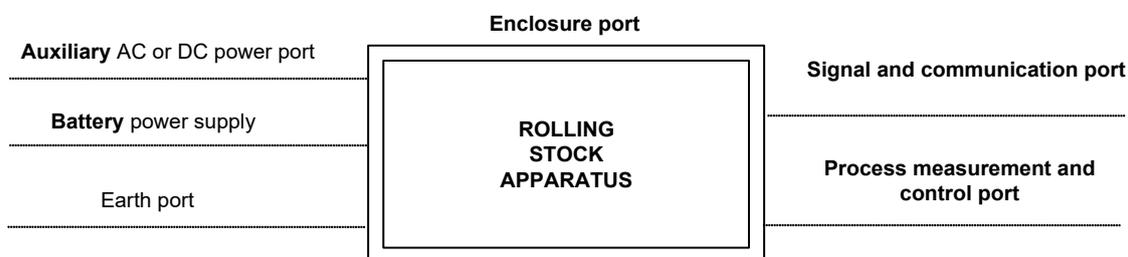 Enclosure port
Auxiliary AC or DC power port
Signal and communication port
Battery power supply
ROLLING
STOCK
APPARATUS
Process measurement and
control port
Earth port